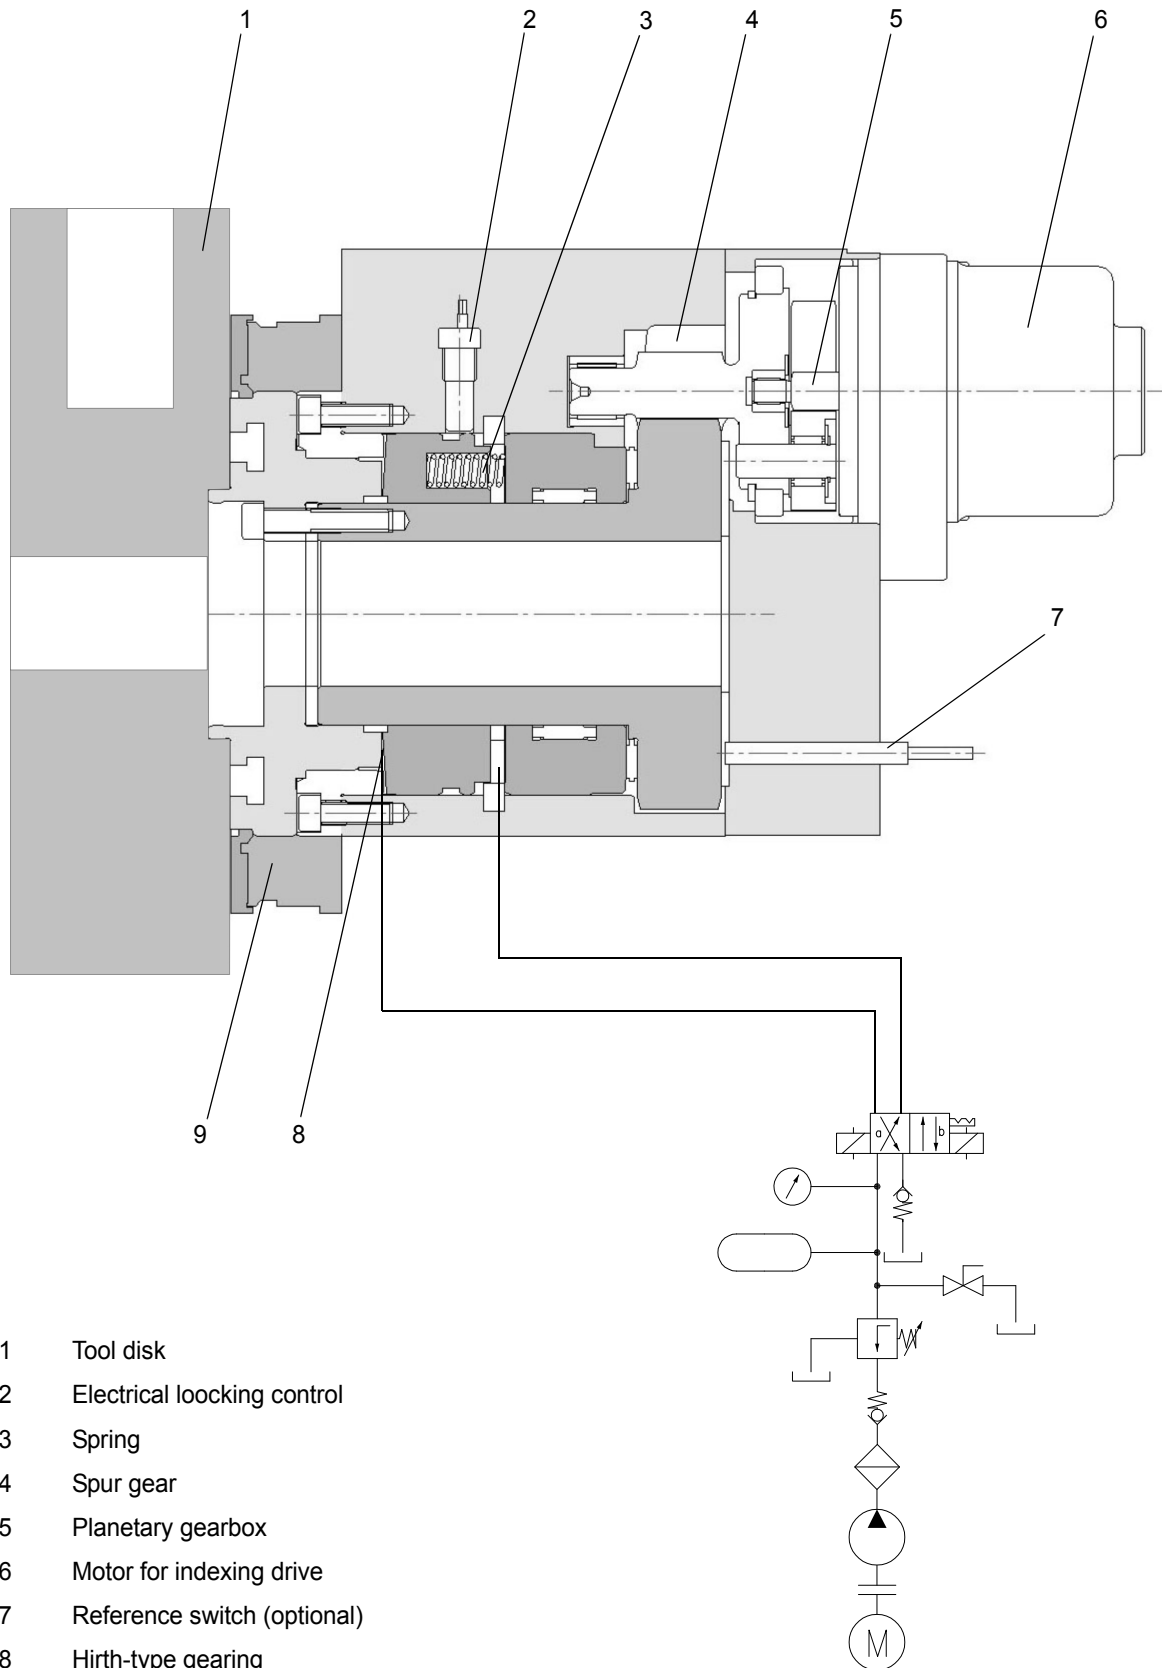 1 2 3 4 5 6
7
9 8
a b
1 Tool disk
2 Electrical loocking control
3 Spring
4 Spur gear
5 Planetary gearbox
6 Motor for indexing drive
7 Reference switch (optional)
8 Hirth-type gearing
M